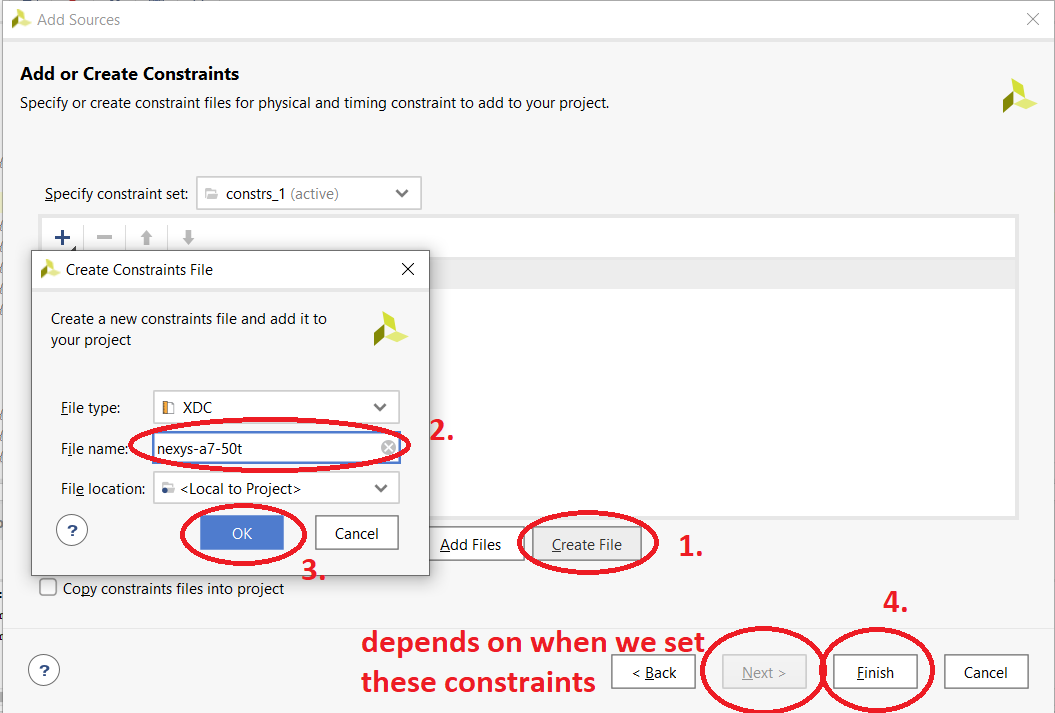 Add Sources
Add or Create Constraints
Specify or create constraint files for physical and timing constraint to add to your project.
Specify constraint set: constrs_1 (active)
Create Constraints File
Create a new constraints file and add it to
your project
File type: XDC
File name: nexys-a7-50t
2.
File location: <Local to Project>
? OK Cancel
3.
Add Files Create File
1.
Copy constraints files into project
4.
depends on when we set
these constraints
? < Back Next > Finish Cancel